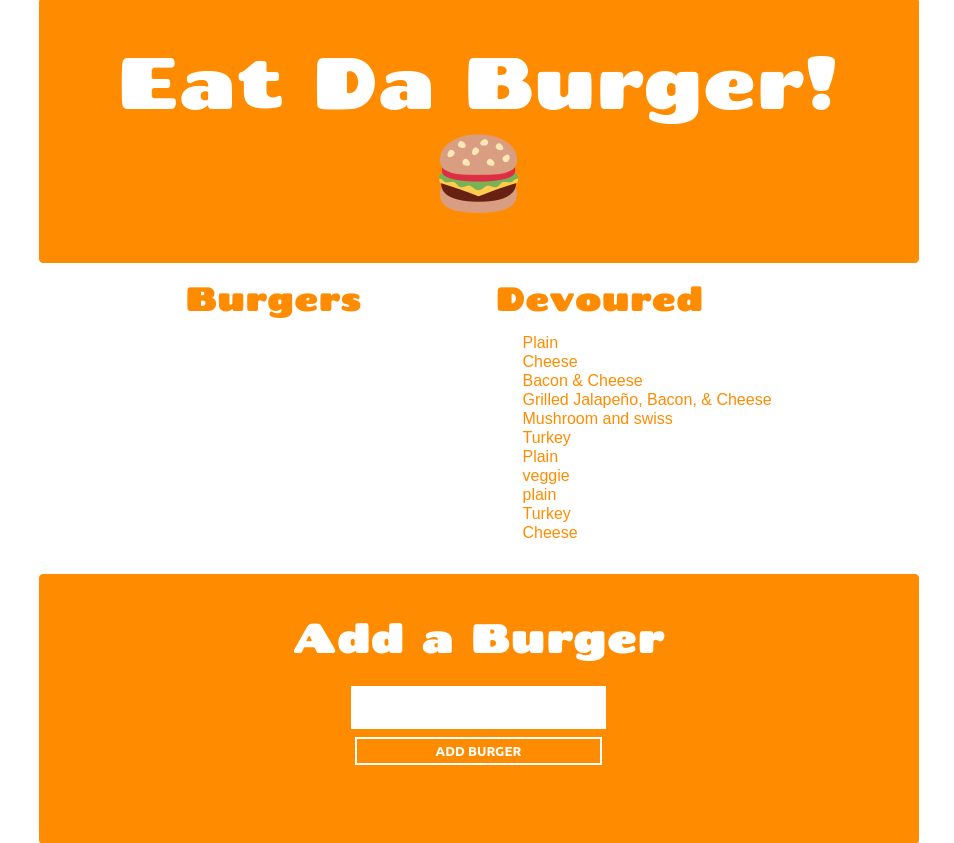 Eat Da Burger!
Burgers
Devoured
Plain
Cheese
Bacon & Cheese
Grilled Jalapeño, Bacon, & Cheese
Mushroom and swiss
Turkey
Plain
veggie
plain
Turkey
Cheese
Add a Burger
ADD BURGER